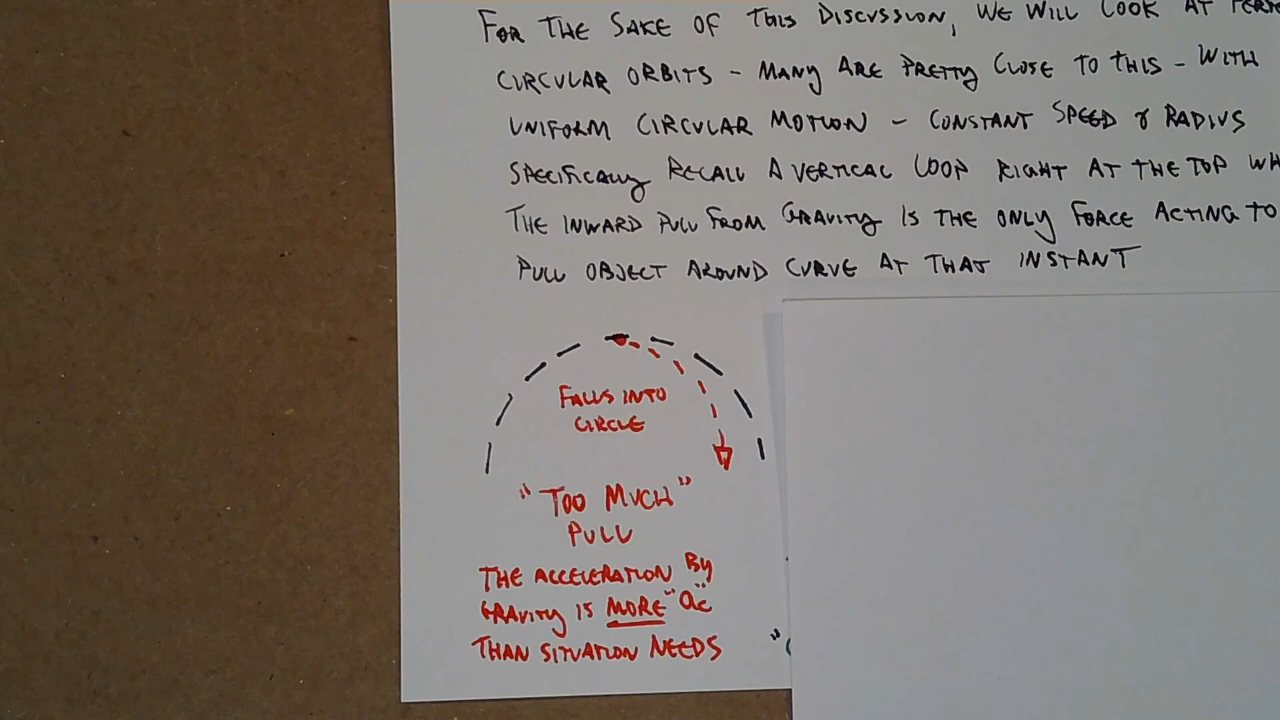 FOR THE SAKE OF THIS DISCUSSION, WE WILL LOOK AT
CIRCULAR ORBITS - MANY ARE PRETTY CLOSE TO THIS - WITH
UNIFORM CIRCULAR MOTION - CONSTANT SPEED & RADIUS
SPECIFICALLY RECALL A VERTICAL LOOP RIGHT AT THE TOP
THE INWARD PULL FROM GRAVITY IS THE ONLY FORCE ACTING TO
PULL OBJECT AROUND CURVE AT THAT INSTANT
FALLS INTO
CIRCLE
"TOO MUCH"
PULL
THE ACCELERATION BY
GRAVITY IS MORE "ac"
THAN SITUATION NEEDS